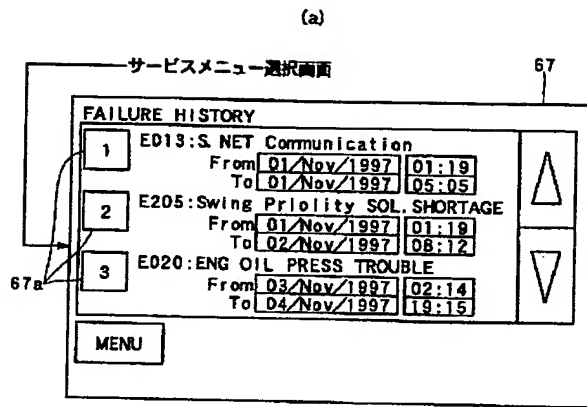 (a)
サービスメニュー選択画面
67
FAILURE HISTORY
1 E013:S. NET Communication
From 01/Nov/1997 01:19
To 01/Nov/1997 05:05
2 E205:Swing Priolity SOL. SHORTAGE
From 01/Nov/1997 01:19
To 02/Nov/1997 08:12
67a
3 E020:ENG OIL PRESS TROUBLE
From 03/Nov/1997 02:14
To 04/Nov/1997 19:15
MENU